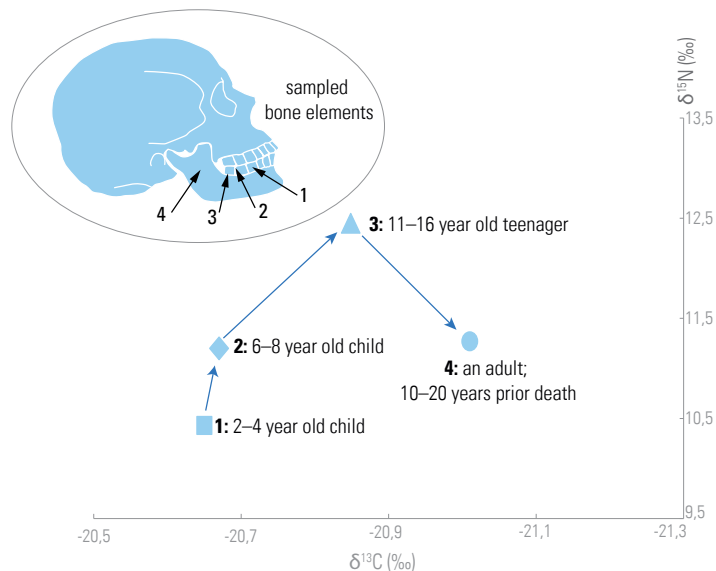 sampled
bone elements
4
3
2
1
δ¹⁵N (‰)
13,5
12,5
11,5
10,5
9,5
3: 11–16 year old teenager
2: 6–8 year old child
4: an adult;
10–20 years prior death
1: 2–4 year old child
-20,5
-20,7
-20,9
-21,1
-21,3
δ¹³C (‰)